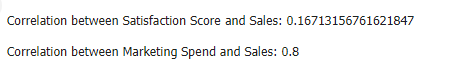 Correlation between Satisfaction Score and Sales: 0.16713156761621847
Correlation between Marketing Spend and Sales: 0.8